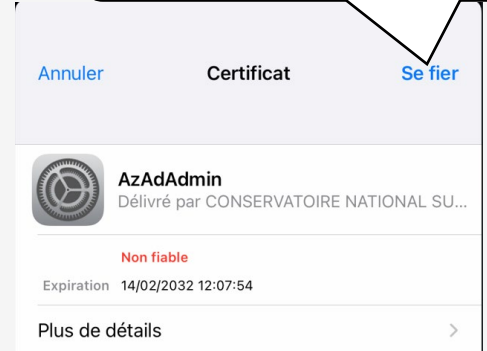 Annuler Certificat Se fier
AzAdAdmin
Délivré par CONSERVATOIRE NATIONAL SU...
Non fiable
Expiration 14/02/2032 12:07:54
Plus de détails